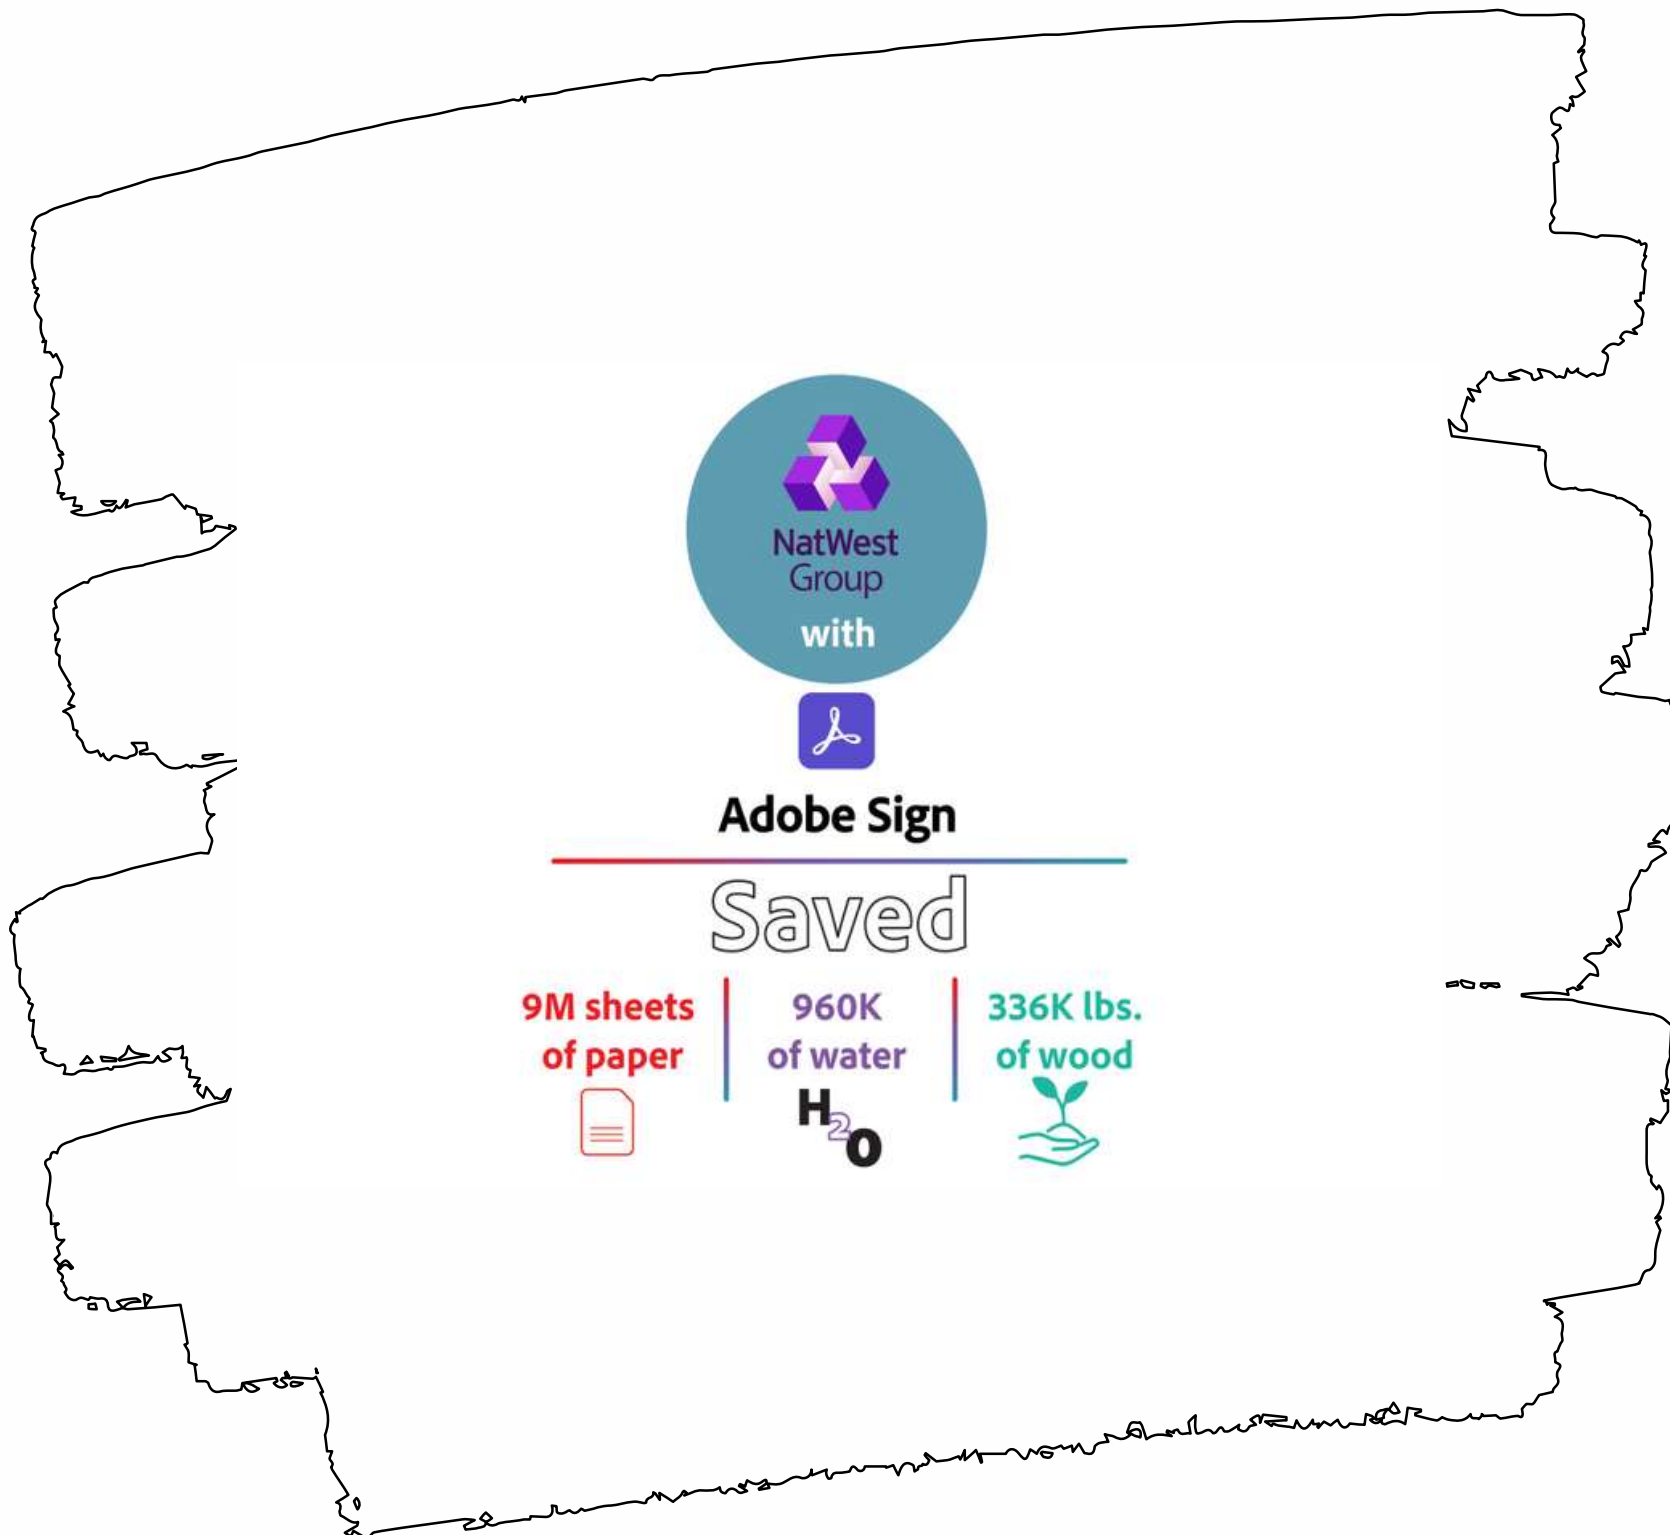 NatWest
Group
with
Adobe Sign
Saved
9M sheets
of paper
960K
of water
336K lbs.
of wood
H2O